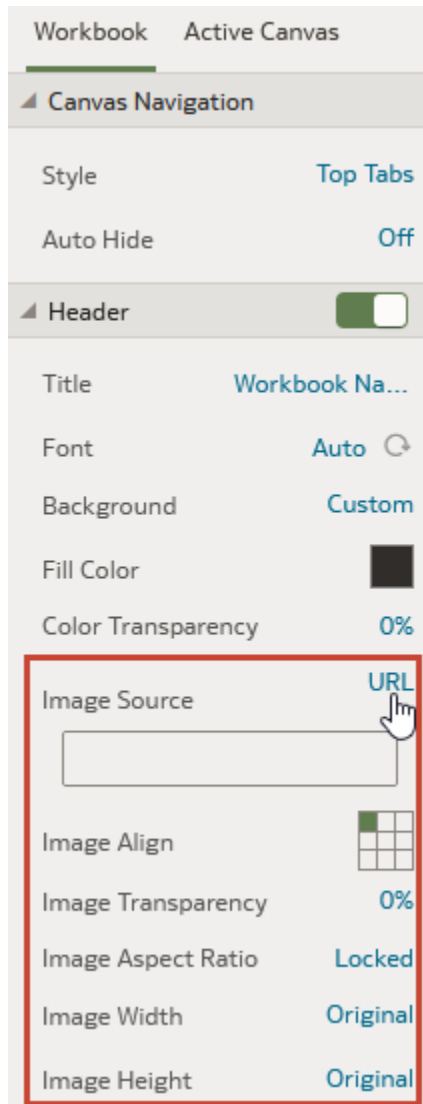 Workbook Active Canvas
Canvas Navigation
Style Top Tabs
Auto Hide Off
Header
Title Workbook Na...
Font Auto
Background Custom
Fill Color
Color Transparency 0%
Image Source URL
Image Align
Image Transparency 0%
Image Aspect Ratio Locked
Image Width Original
Image Height Original